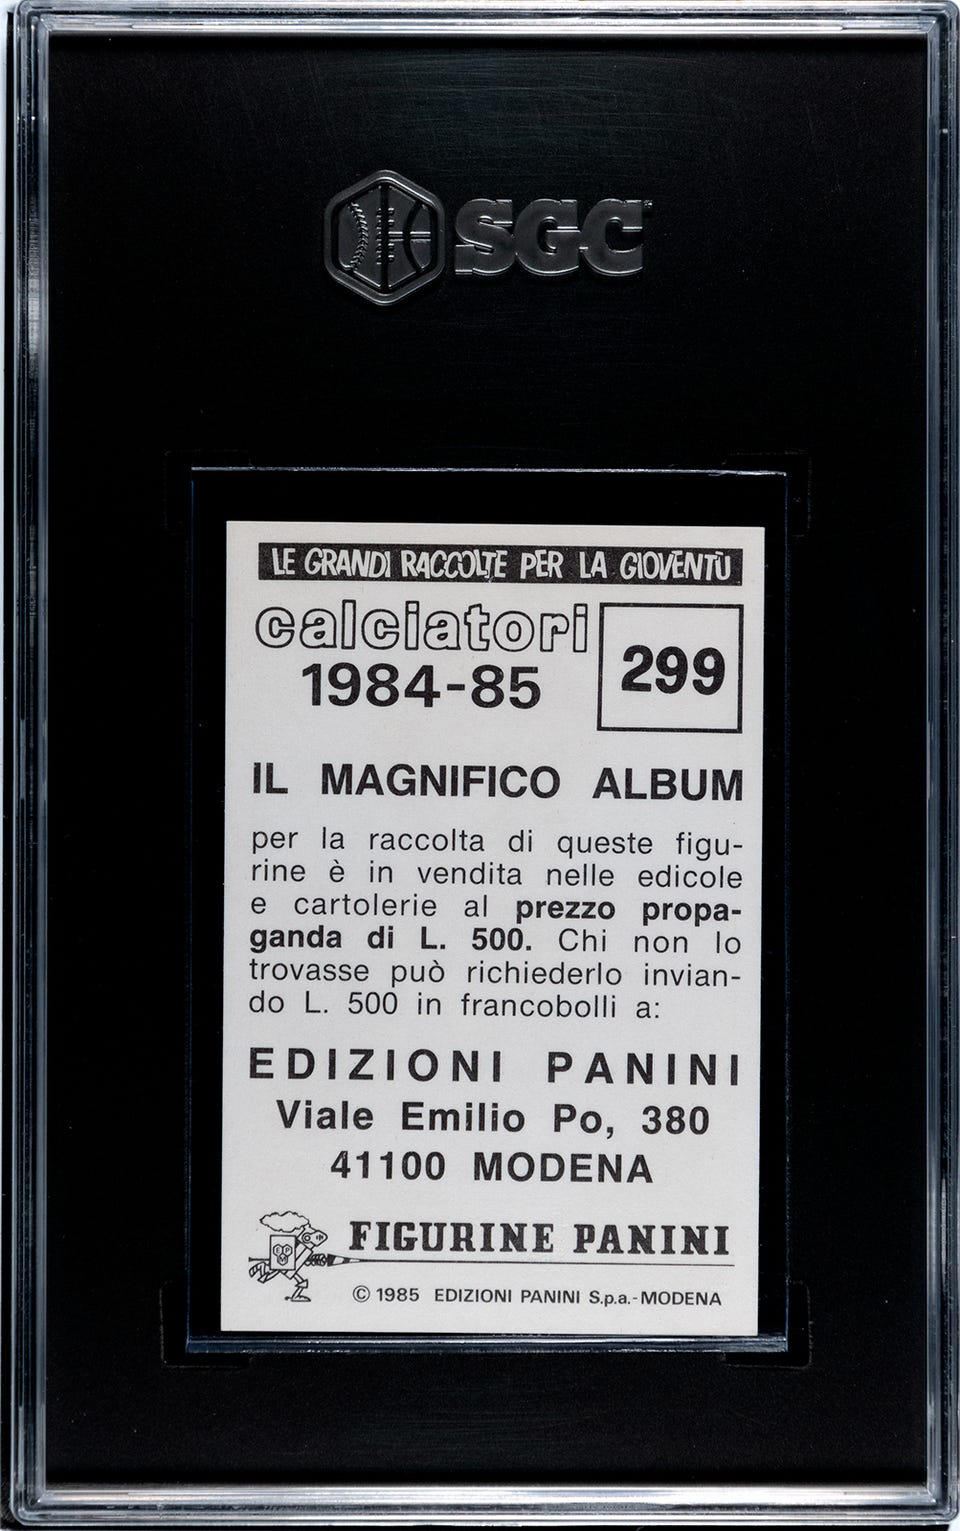 SGC
LE GRANDI RACCOLTE PER LA GIOVENTÙ
calciatori
1984-85
299
IL MAGNIFICO ALBUM
per la raccolta di queste figu-
rine è in vendita nelle edicole
e cartolerie al prezzo propa-
ganda di L. 500. Chi non lo
trovasse può richiederlo invian-
do L. 500 in francobolli a:
EDIZIONI PANINI
Viale Emilio Po, 380
41100 MODENA
EPM
FIGURINE PANINI
© 1985 EDIZIONI PANINI S.p.a.-MODENA